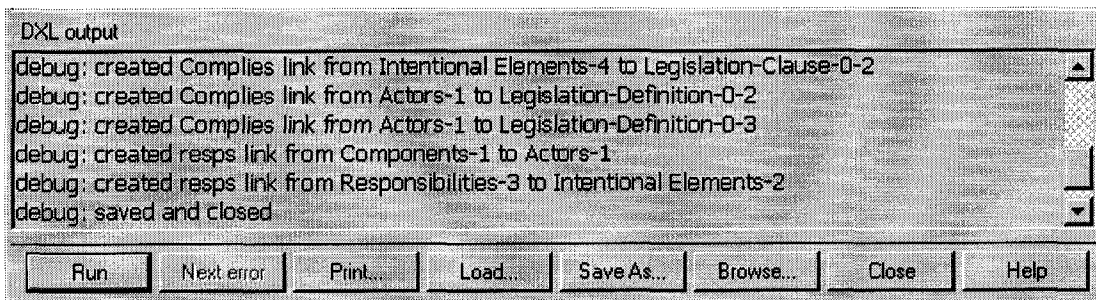 DXL output
debug: created Complies link from Intentional Elements-4 to Legislation-Clause-0-2
debug: created Complies link from Actors-1 to Legislation-Definition-0-2
debug: created Complies link from Actors-1 to Legislation-Definition-0-3
debug: created resps link from Components-1 to Actors-1
debug: created resps link from Responsibilities-3 to Intentional Elements-2
debug: saved and closed
Run Next error Print... Load... Save As... Browse... Close Help